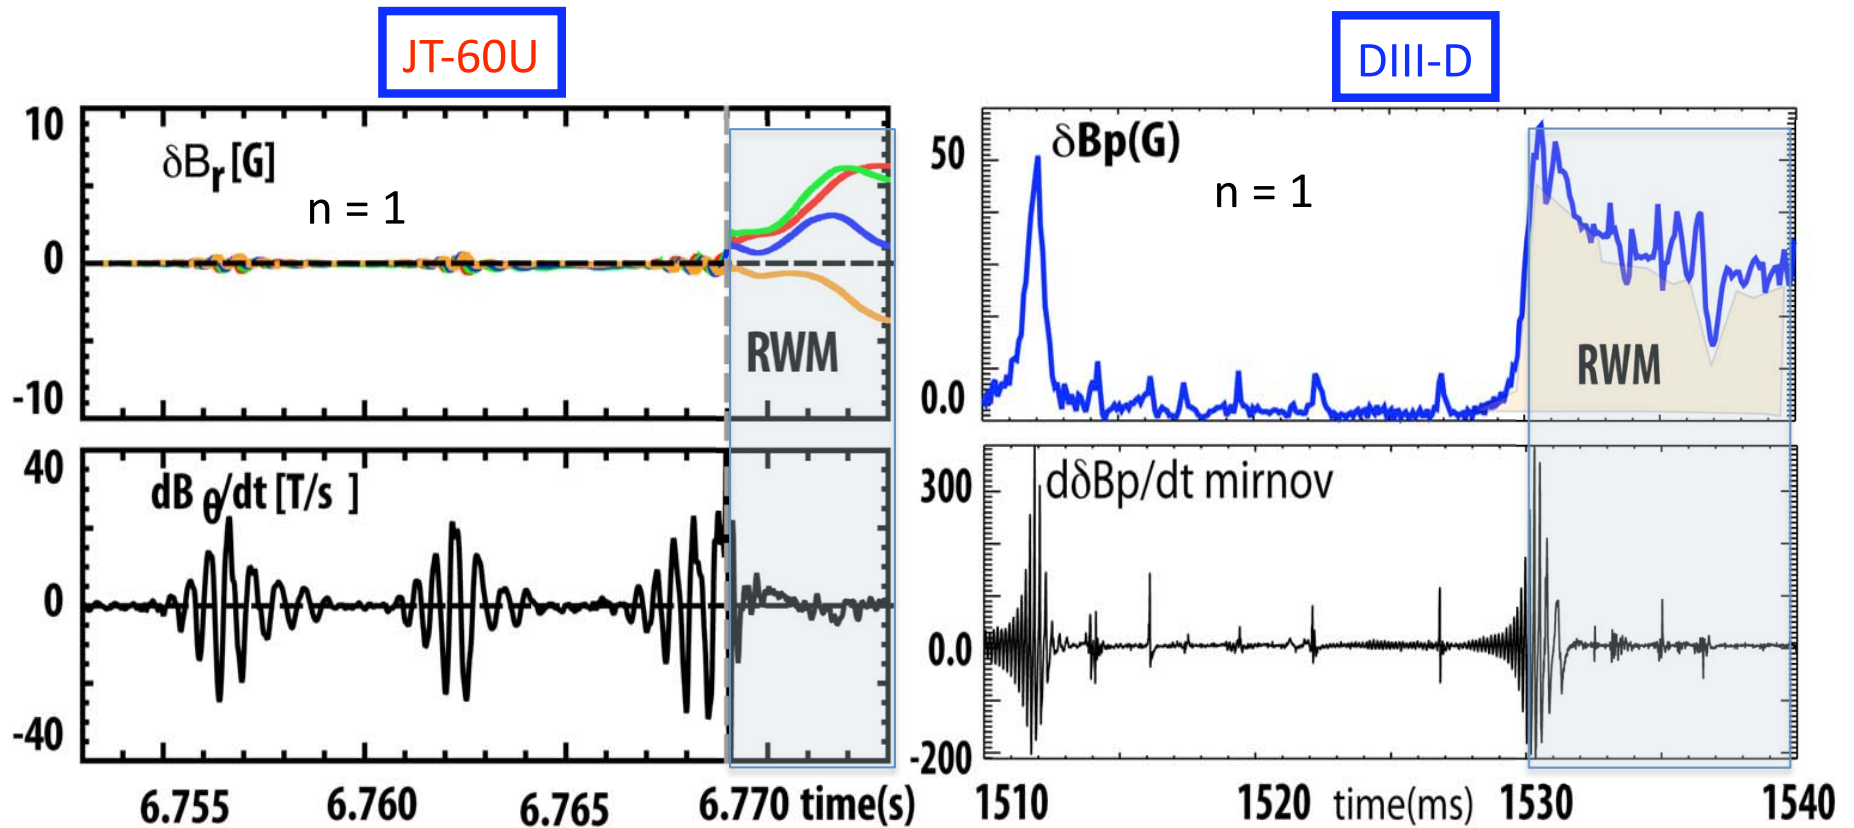 JT-60U
10
δBr[G]
n = 1
0
RWM
-10
40
dB θ/dt [T/s ]
0
-40
6.755 6.760 6.765 6.770 time(s)
DIII-D
50
δBp(G)
n = 1
0.0
RWM
300
dδBp/dt mirnov
0.0
-200
1510 1520 time(ms) 1530 1540